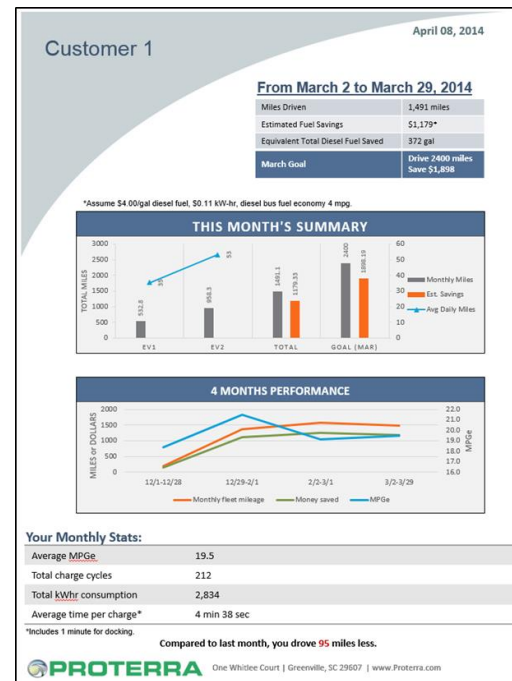 April 08, 2014
Customer 1
From March 2 to March 29, 2014
Miles Driven 1,491 miles
Estimated Fuel Savings $1,179*
Equivalent Total Diesel Fuel Saved 372 gal
March Goal Drive 2400 miles
Save $1,898
*Assume $4.00/gal diesel fuel, $0.11 kW-hr, diesel bus fuel economy 4 mpg.
THIS MONTH'S SUMMARY
TOTAL MILES
3000
2500
2000
1500
1000
500
0
532.8
39
958.3
53
1491.1
1179.33
2400
1898.19
60
50
40
30
20
10
0
EV1 EV2 TOTAL GOAL (MAR)
Monthly Miles
Est. Savings
Avg Daily Miles
4 MONTHS PERFORMANCE
MILES or DOLLARS
2000
1500
1000
500
0
22.0
21.0
20.0
19.0
18.0
17.0
16.0
MPGe
12/1-12/28 12/29-2/1 2/2-3/1 3/2-3/29
Monthly fleet mileage Money saved MPGe
Your Monthly Stats:
Average MPGe 19.5
Total charge cycles 212
Total kWhr consumption 2,834
Average time per charge* 4 min 38 sec
*Includes 1 minute for docking.
Compared to last month, you drove 95 miles less.
PROTERRA One Whitlee Court | Greenville, SC 29607 | www.Proterra.com